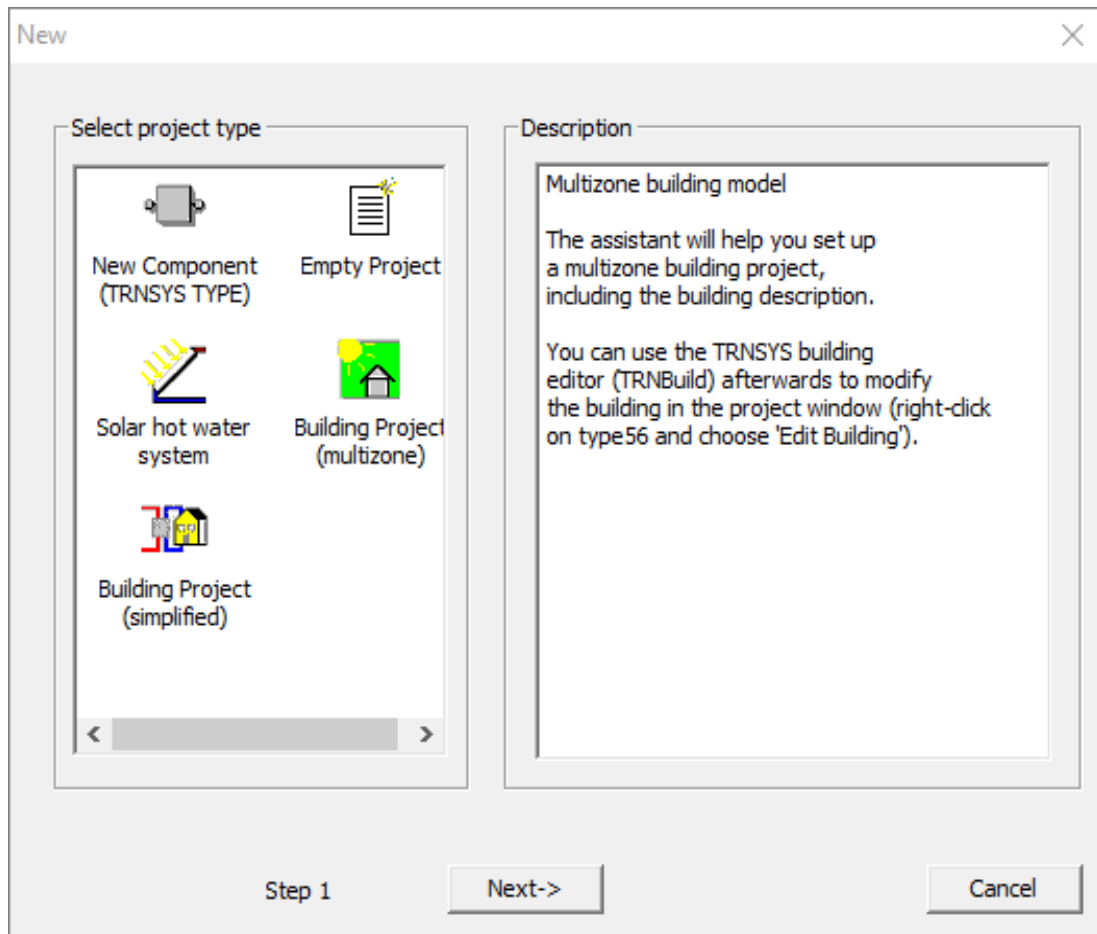 New
Select project type
New Component
(TRNSYS TYPE)
Empty Project
Solar hot water
system
Building Project
(multizone)
Building Project
(simplified)
Description
Multizone building model
The assistant will help you set up
a multizone building project,
including the building description.
You can use the TRNSYS building
editor (TRNBuild) afterwards to modify
the building in the project window (right-click
on type56 and choose 'Edit Building').
Step 1
Next->
Cancel